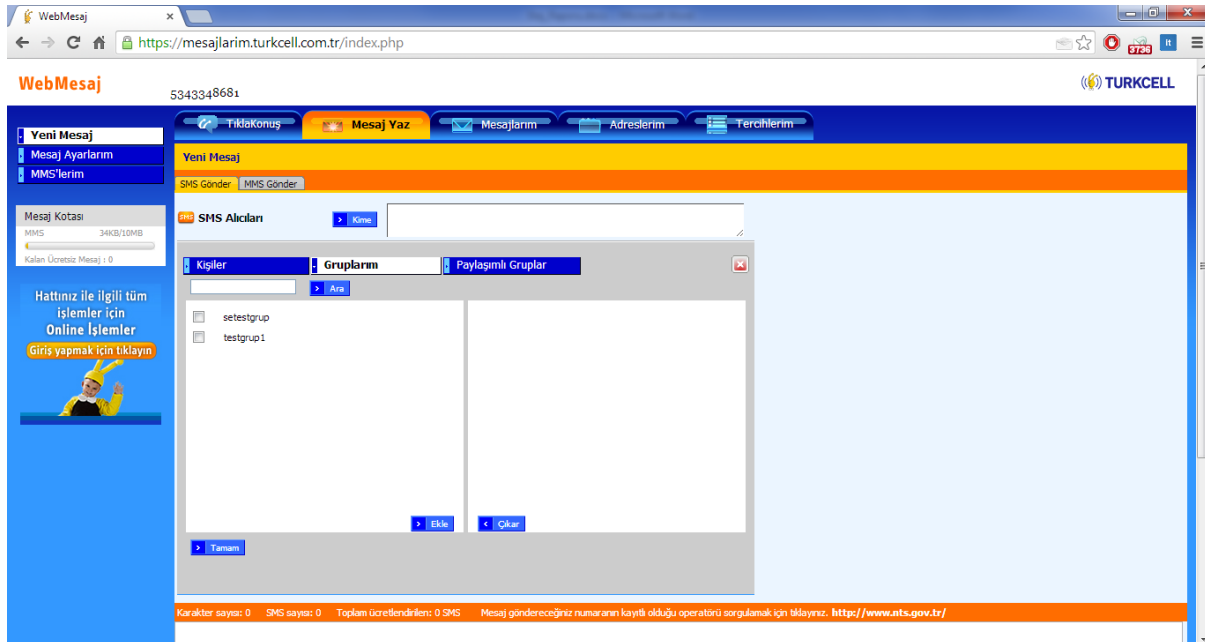 WebMesaj
https://mesajlarim.turkcell.com.tr/index.php
3736
lt
WebMesaj
5343348681
TURKCELL
TıklaKonuş
Mesaj Yaz
Mesajlarım
Adreslerim
Tercihlerim
Yeni Mesaj
Mesaj Ayarlarım
MMS'lerim
Yeni Mesaj
SMS Gönder MMS Gönder
Mesaj Kotası
MMS 34KB/10MB
Kalan Ücretsiz Mesaj : 0
SMS SMS Alıcıları Kime
Kişiler Gruplarım Paylaşımlı Gruplar
Ara
setestgrup
testgrup1
Ekle Çıkar
Tamam
Hattınız ile ilgili tüm
işlemler için
Online İşlemler
Giriş yapmak için tıklayın
Karakter sayısı: 0 SMS sayısı: 0 Toplam ücretlendirilen: 0 SMS Mesaj göndereceğiniz numaranın kayıtlı olduğu operatörü sorgulamak için tıklayınız. http://www.nts.gov.tr/